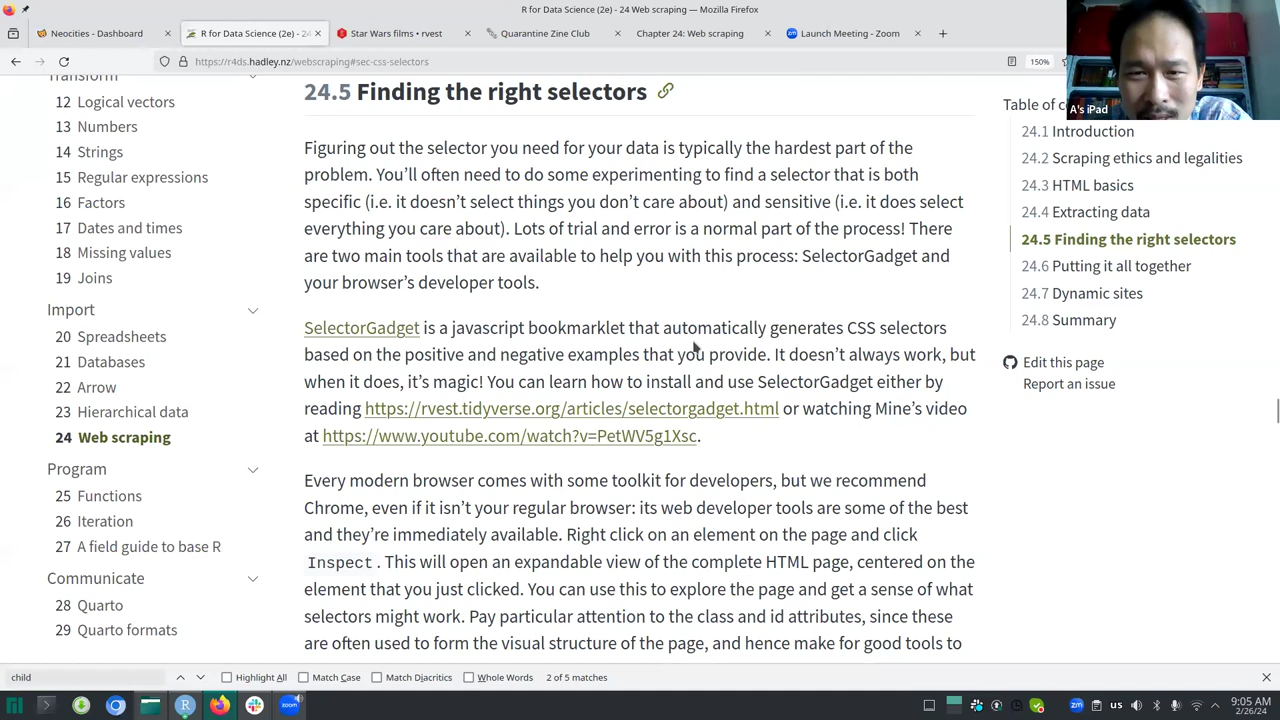 R for Data Science (2e) - 24 Web scraping — Mozilla Firefox
Neocities - Dashboard
R for Data Science (2e) - 24
Star Wars films • rvest
Quarantine Zine Club
Chapter 24: Web scraping
Launch Meeting - Zoom
https://r4ds.hadley.nz/webscraping#sec-css-selectors
150%
A's iPad
Transform
12 Logical vectors
13 Numbers
14 Strings
15 Regular expressions
16 Factors
17 Dates and times
18 Missing values
19 Joins
Import
20 Spreadsheets
21 Databases
22 Arrow
23 Hierarchical data
24 Web scraping
Program
25 Functions
26 Iteration
27 A field guide to base R
Communicate
28 Quarto
29 Quarto formats
24.5 Finding the right selectors
Figuring out the selector you need for your data is typically the hardest part of the
problem. You’ll often need to do some experimenting to find a selector that is both
specific (i.e. it doesn’t select things you don’t care about) and sensitive (i.e. it does select
everything you care about). Lots of trial and error is a normal part of the process! There
are two main tools that are available to help you with this process: SelectorGadget and
your browser’s developer tools.
SelectorGadget is a javascript bookmarklet that automatically generates CSS selectors
based on the positive and negative examples that you provide. It doesn’t always work, but
when it does, it’s magic! You can learn how to install and use SelectorGadget either by
reading https://rvest.tidyverse.org/articles/selectorgadget.html or watching Mine’s video
at https://www.youtube.com/watch?v=PetWV5g1Xsc.
Every modern browser comes with some toolkit for developers, but we recommend
Chrome, even if it isn’t your regular browser: its web developer tools are some of the best
and they’re immediately available. Right click on an element on the page and click
Inspect. This will open an expandable view of the complete HTML page, centered on the
element that you just clicked. You can use this to explore the page and get a sense of what
selectors might work. Pay particular attention to the class and id attributes, since these
are often used to form the visual structure of the page, and hence make for good tools to
Table of c
24.1 Introduction
24.2 Scraping ethics and legalities
24.3 HTML basics
24.4 Extracting data
24.5 Finding the right selectors
24.6 Putting it all together
24.7 Dynamic sites
24.8 Summary
Edit this page
Report an issue
child
Highlight All
Match Case
Match Diacritics
Whole Words
2 of 5 matches
zoom
zm
us
9:05 AM
2/26/24